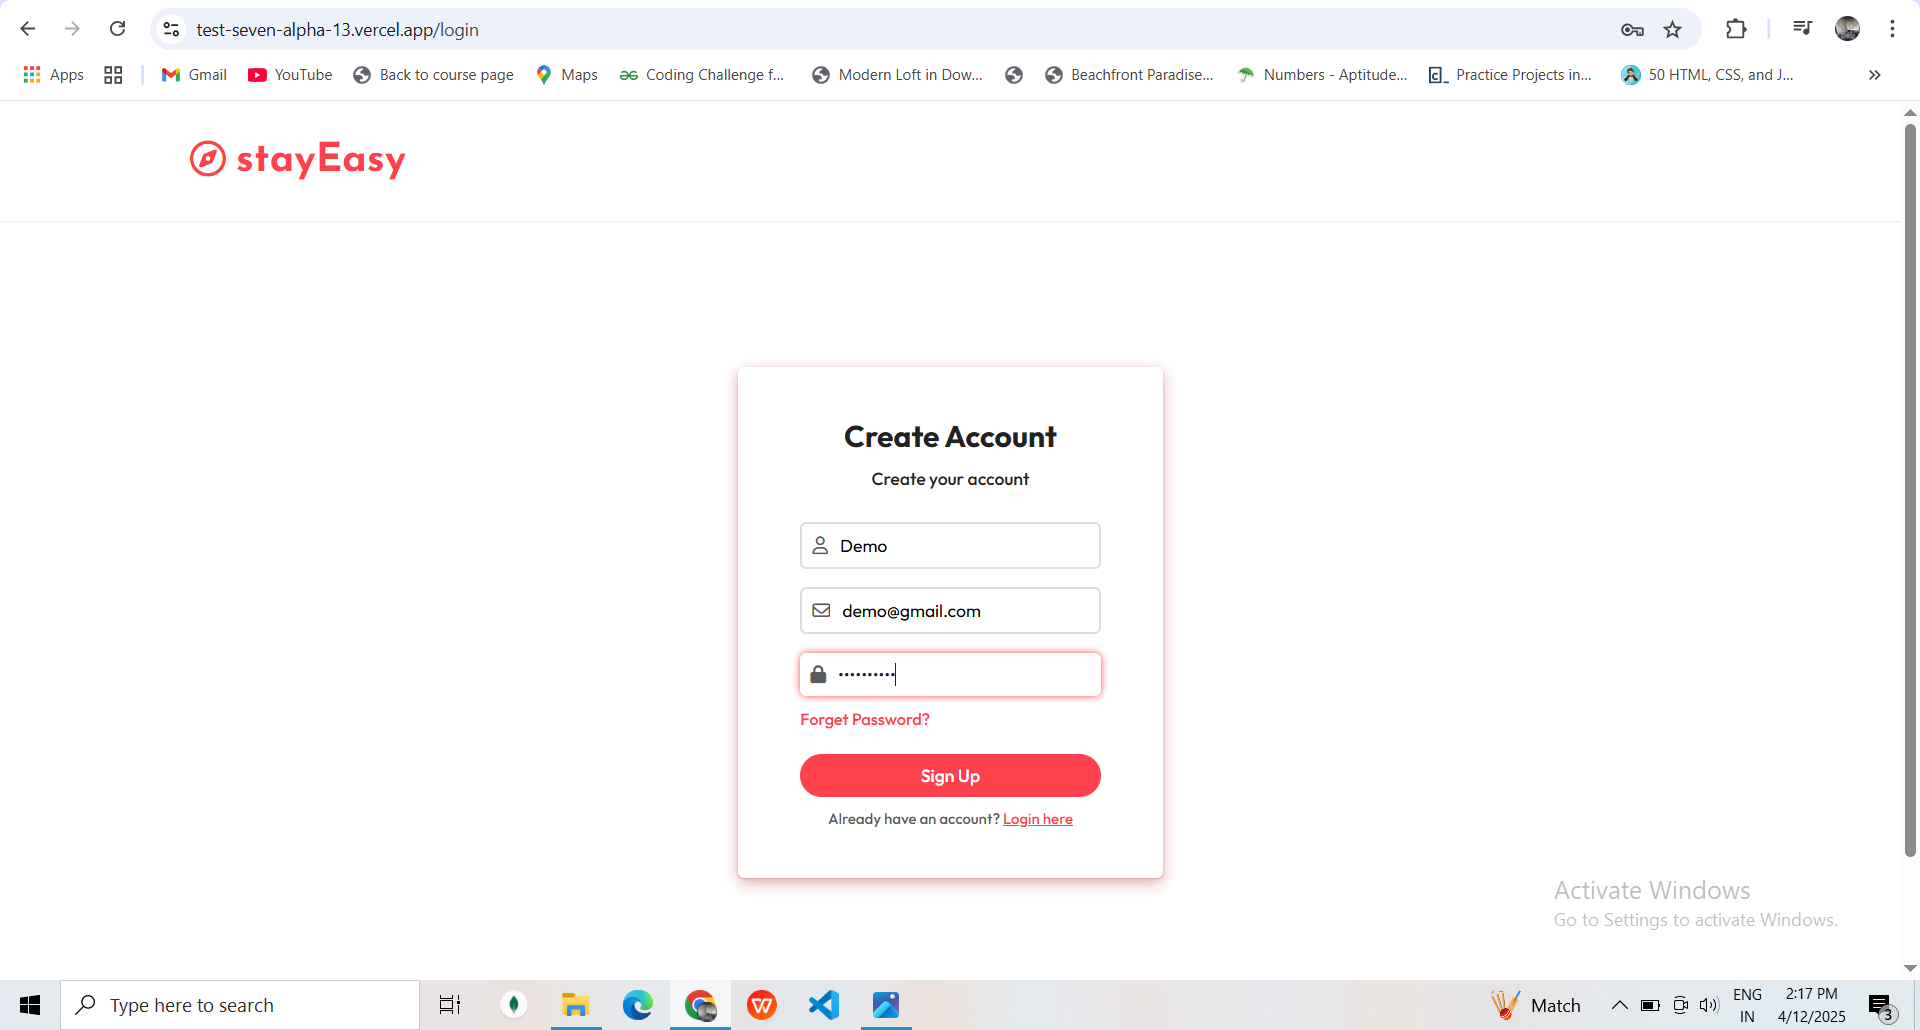 test-seven-alpha-13.vercel.app/login
Apps Gmail YouTube Back to course page Maps Coding Challenge f... Modern Loft in Dow... Beachfront Paradise... Numbers - Aptitude... Practice Projects in... 50 HTML, CSS, and J... »
stayEasy
Create Account
Create your account
Demo
demo@gmail.com
••••••••••
Forget Password?
Sign Up
Already have an account? Login here
Activate Windows
Go to Settings to activate Windows.
Type here to search
Match
ENG
IN
2:17 PM
4/12/2025
3